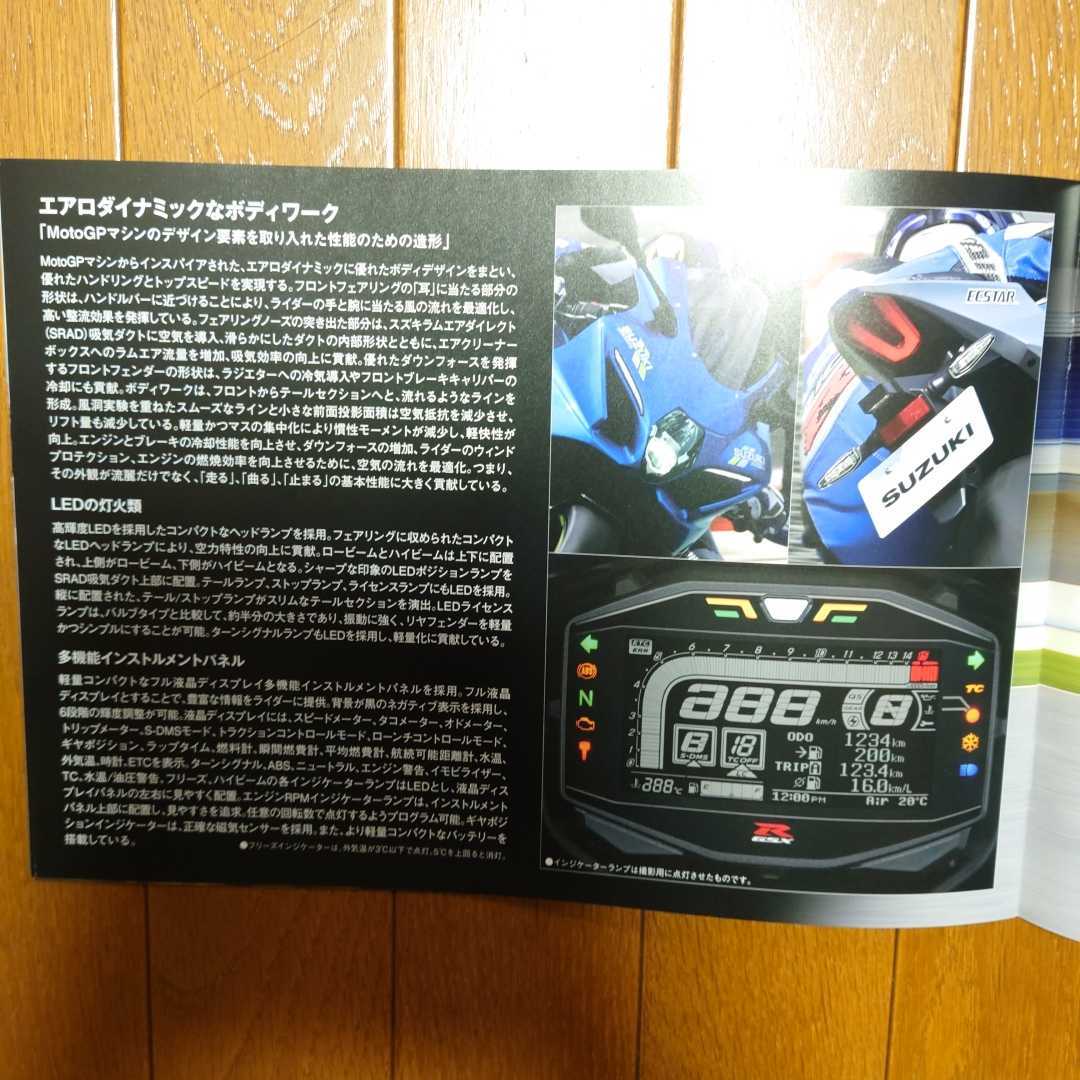 エアロダイナミックなボディワーク
「MotoGPマシンのデザイン要素を取り入れた性能のための造形」
MotoGPマシンからインスパイアされた、エアロダイナミックに優れたボディデザインをまとい、
優れたハンドリングとトップスピードを実現する。フロントフェアリングの「耳」に当たる部分の
形状は、ハンドルバーに近づけることにより、ライダーの手と腕に当たる風の流れを最適化し、
高い整流効果を発揮している。フェアリングノーズの突き出た部分は、スズキラムエアダイレクト
(SRAD)吸気ダクトに空気を導入、滑らかにしたダクトの内部形状とともに、エアクリーナー
ボックスへのラムエア流量を増加、吸気効率の向上に貢献。優れたダウンフォースを発揮
するフロントフェンダーの形状は、ラジエターへの冷気導入やフロントブレーキキャリパーの
冷却にも貢献。ボディワークは、フロントからテールセクションへと、流れるようなラインを
形成。風洞実験を重ねたスムーズなラインと小さな前面投影面積は空気抵抗を減少させ、
リフト量も減少している。軽量かつマスの集中化により慣性モーメントが減少し、軽快性が
向上。エンジンとブレーキの冷却性能を向上させ、ダウンフォースの増加、ライダーのウィンド
プロテクション、エンジンの燃焼効率を向上させるために、空気の流れを最適化。つまり、
その外観が流麗だけでなく、「走る」、「曲る」、「止まる」の基本性能に大きく貢献している。
LEDの灯火類
高輝度LEDを採用したコンパクトなヘッドランプを採用。フェアリングに収められたコンパクト
なLEDヘッドランプにより、空力特性の向上に貢献。ロービームとハイビームは上下に配置
され、上側がロービーム、下側がハイビームとなる。シャープな印象のLEDポジションランプを
SRAD吸気ダクト上部に配置。テールランプ、ストップランプ、ライセンスランプにもLEDを採用。
縦に配置された、テール/ストップランプがスリムなテールセクションを演出。LEDライセンス
ランプは、バルブタイプと比較して、約半分の大きさであり、振動に強く、リヤフェンダーを軽量
かつシンプルにすることが可能。ターンシグナルランプもLEDを採用し、軽量化に貢献している。
多機能インストルメントパネル
軽量コンパクトなフル液晶ディスプレイ多機能インストルメントパネルを採用。フル液晶
ディスプレイとすることで、豊富な情報をライダーに提供。背景が黒のネガティブ表示を採用し、
6段階の輝度調整が可能。液晶ディスプレイには、スピードメーター、タコメーター、オドメーター、
トリップメーター、S-DMSモード、トラクションコントロールモード、ローンチコントロールモード、
ギヤポジション、ラップタイム、燃料計、瞬間燃費計、平均燃費計、航続可能距離計、水温、
外気温、時計、ETCを表示。ターンシグナル、ABS、ニュートラル、エンジン警告、イモビライザー、
TC、水温/油圧警告、フリーズ、ハイビームの各インジケーターランプはLEDとし、液晶ディス
プレイパネルの左右に見やすく配置。エンジンRPMインジケーターランプは、インストルメント
パネル上部に配置し、見やすさを追求。任意の回転数で点灯するようプログラム可能。ギヤポジ
ションインジケーターは、正確な磁気センサーを採用。また、より軽量コンパクトなバッテリーを
搭載している。
●フリーズインジケーターは、外気温が3℃以下で点灯。5℃を上回ると消灯。
SUZUKI
ECSTAR
SUZUKI
ETC
ERR
4 5 6 7 8 9 10 11 12 13 14
ABS
N
TC
388 km/h
QS
GEAR
8
8
S-DMS
18
TC OFF
ODO 1234 km
200 km
TRIP 123.4 km
16.0 km/L
388℃
12:00PM
Air 20℃
R
GSX
●インジケーターランプは撮影用に点灯させたものです。